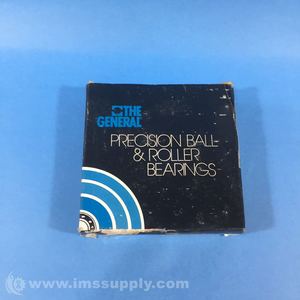 THE
GENERAL
PRECISION BALL
& ROLLER
BEARINGS
© www.imssupply.com